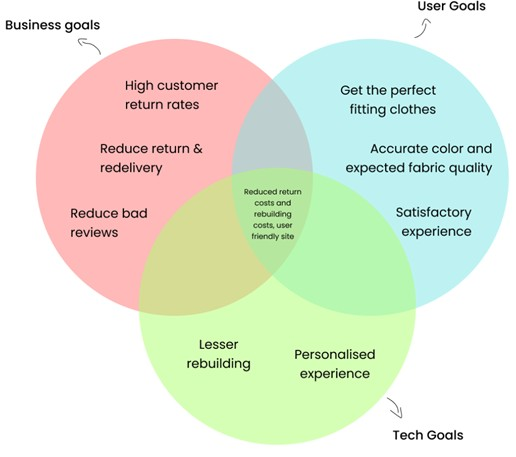 User Goals
Business goals
High customer
return rates
Reduce return &
redelivery
Reduce bad
reviews
Get the perfect
fitting clothes
Accurate color and
expected fabric quality
Satisfactory
experience
Reduced return
costs and
rebuilding
costs, user
friendly site
Lesser
rebuilding
Personalised
experience
Tech Goals